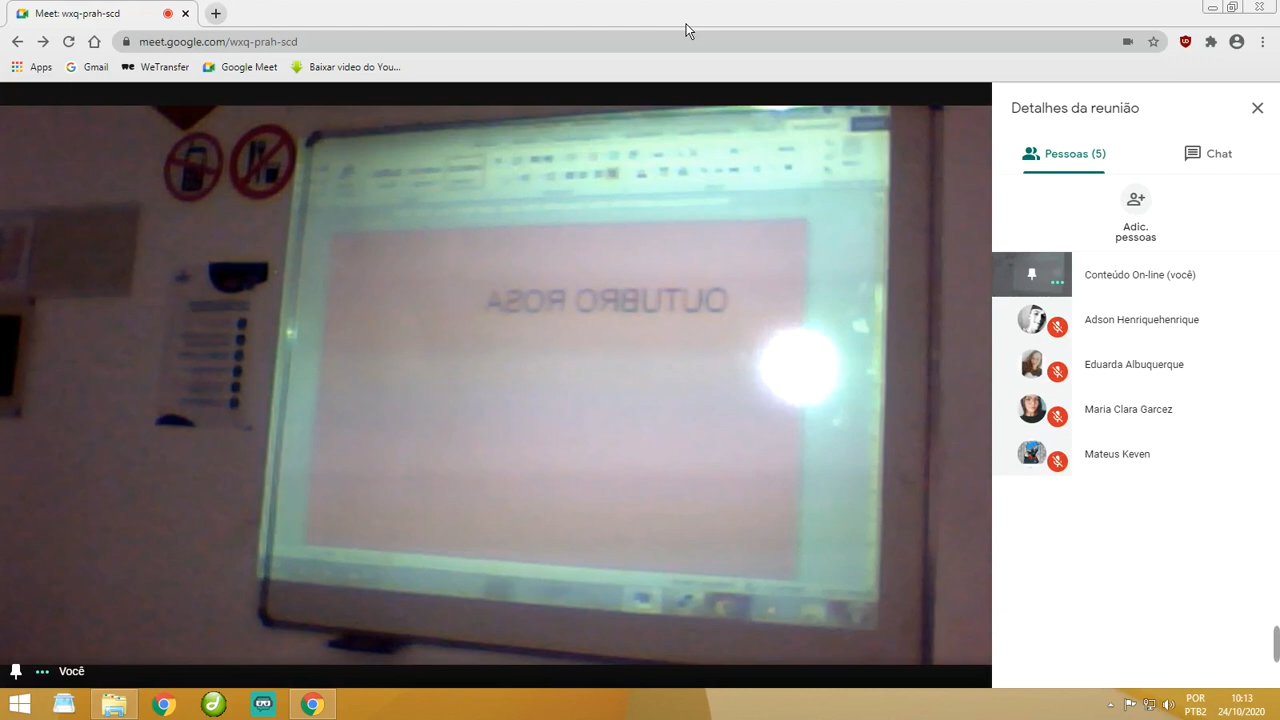 Meet: wxq-prah-scd
meet.google.com/wxq-prah-scd
Apps
Gmail
WeTransfer
Google Meet
Baixar video do You...
OUTUBRO ROSA
Você
Detalhes da reunião
Pessoas (5)
Chat
Adic.
pessoas
Conteúdo On-line (você)
Adson Henriquehenrique
Eduarda Albuquerque
Maria Clara Garcez
Mateus Keven
POR
PTB2
10:13
24/10/2020